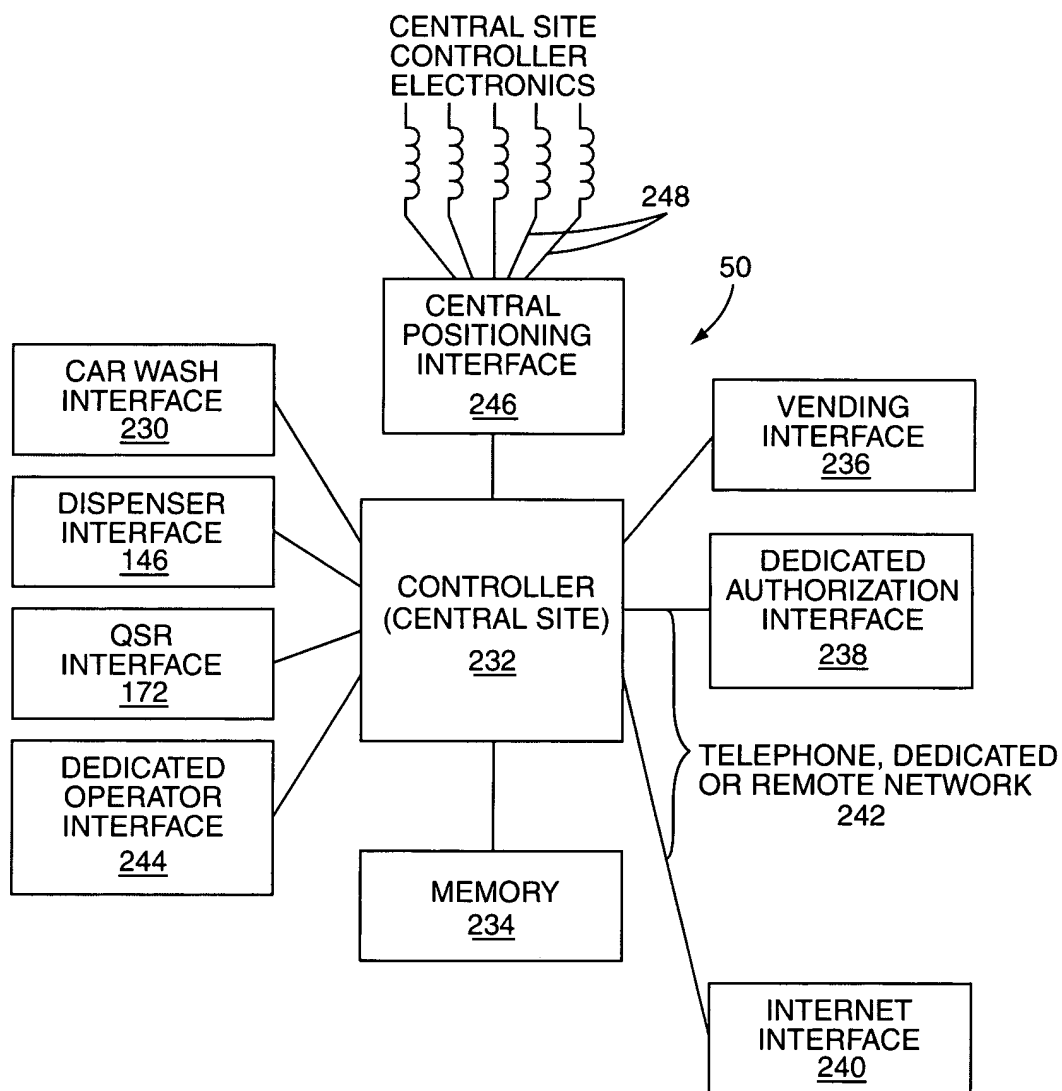 CENTRAL SITE
CONTROLLER
ELECTRONICS
248
50
CENTRAL
POSITIONING
INTERFACE
246
CAR WASH
INTERFACE
230
VENDING
INTERFACE
236
DISPENSER
INTERFACE
146
CONTROLLER
(CENTRAL SITE)
232
DEDICATED
AUTHORIZATION
INTERFACE
238
QSR
INTERFACE
172
DEDICATED
OPERATOR
INTERFACE
244
TELEPHONE, DEDICATED
OR REMOTE NETWORK
242
MEMORY
234
INTERNET
INTERFACE
240